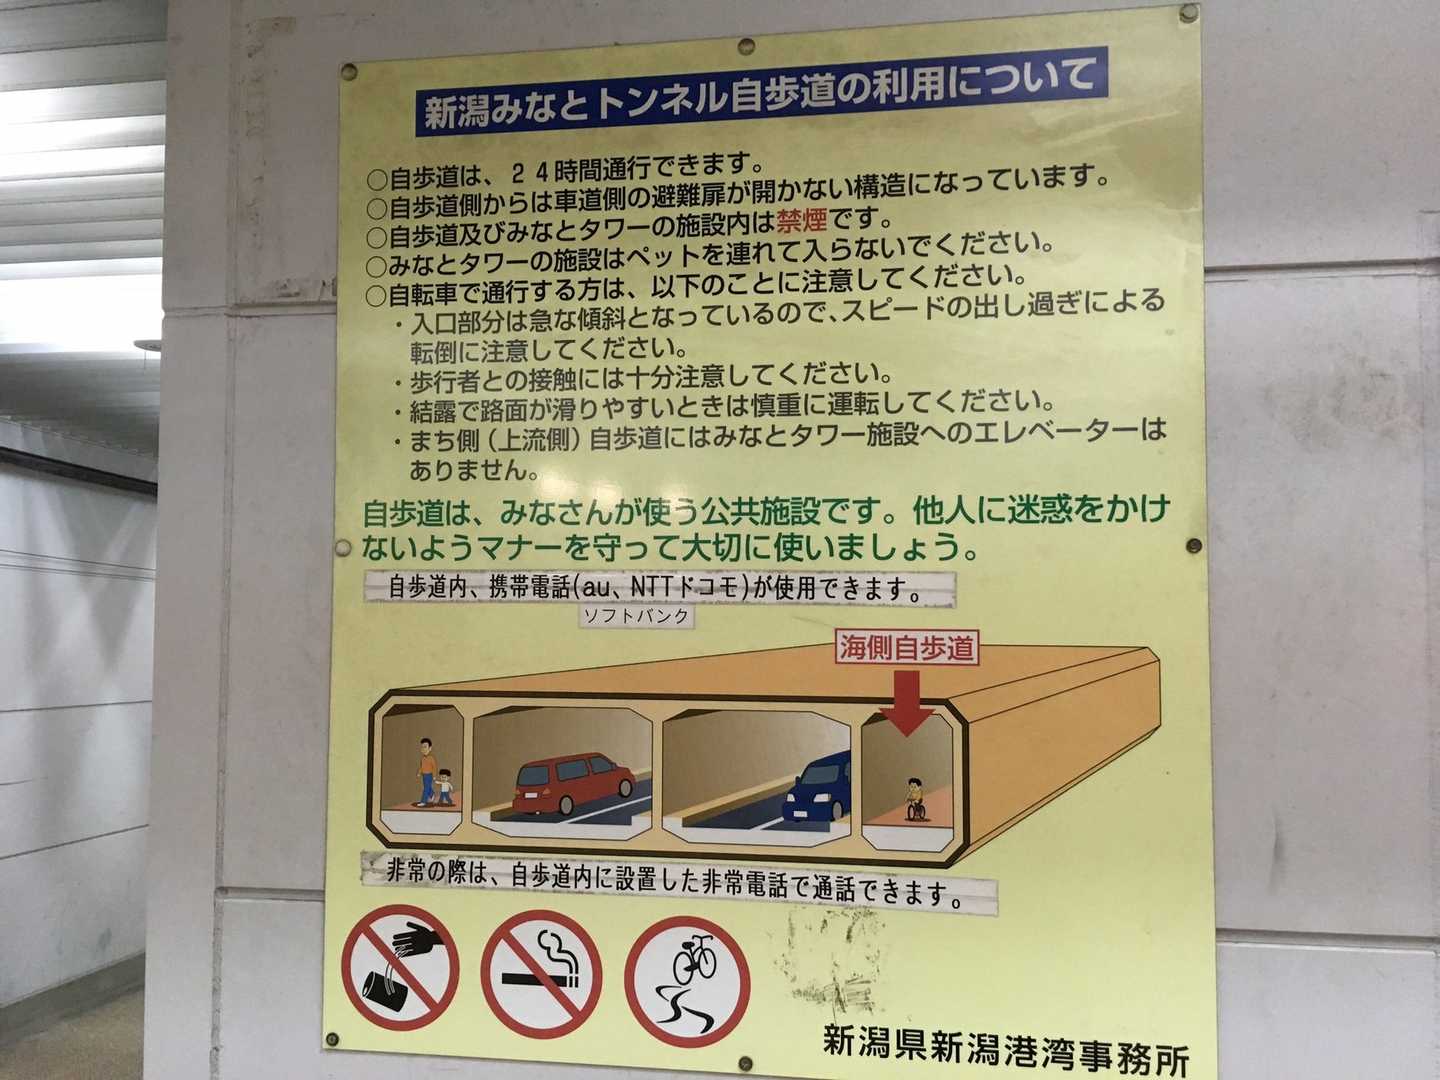 新潟みなとトンネル自歩道の利用について
○自歩道は、２４時間通行できます。
○自歩道側からは車道側の避難扉が開かない構造になっています。
○自歩道及びみなとタワーの施設内は禁煙です。
○みなとタワーの施設はペットを連れて入らないでください。
○自転車で通行する方は、以下のことに注意してください。
・入口部分は急な傾斜となっているので、スピードの出し過ぎによる
転倒に注意してください。
・歩行者との接触には十分注意してください。
・結露で路面が滑りやすいときは慎重に運転してください。
・まち側（上流側）自歩道にはみなとタワー施設へのエレベーターは
ありません。
自歩道は、みなさんが使う公共施設です。他人に迷惑をかけ
ないようマナーを守って大切に使いましょう。
自歩道内、携帯電話(au、NTTドコモ)が使用できます。
ソフトバンク
海側自歩道
非常の際は、自歩道内に設置した非常電話で通話できます。
新潟県新潟港湾事務所